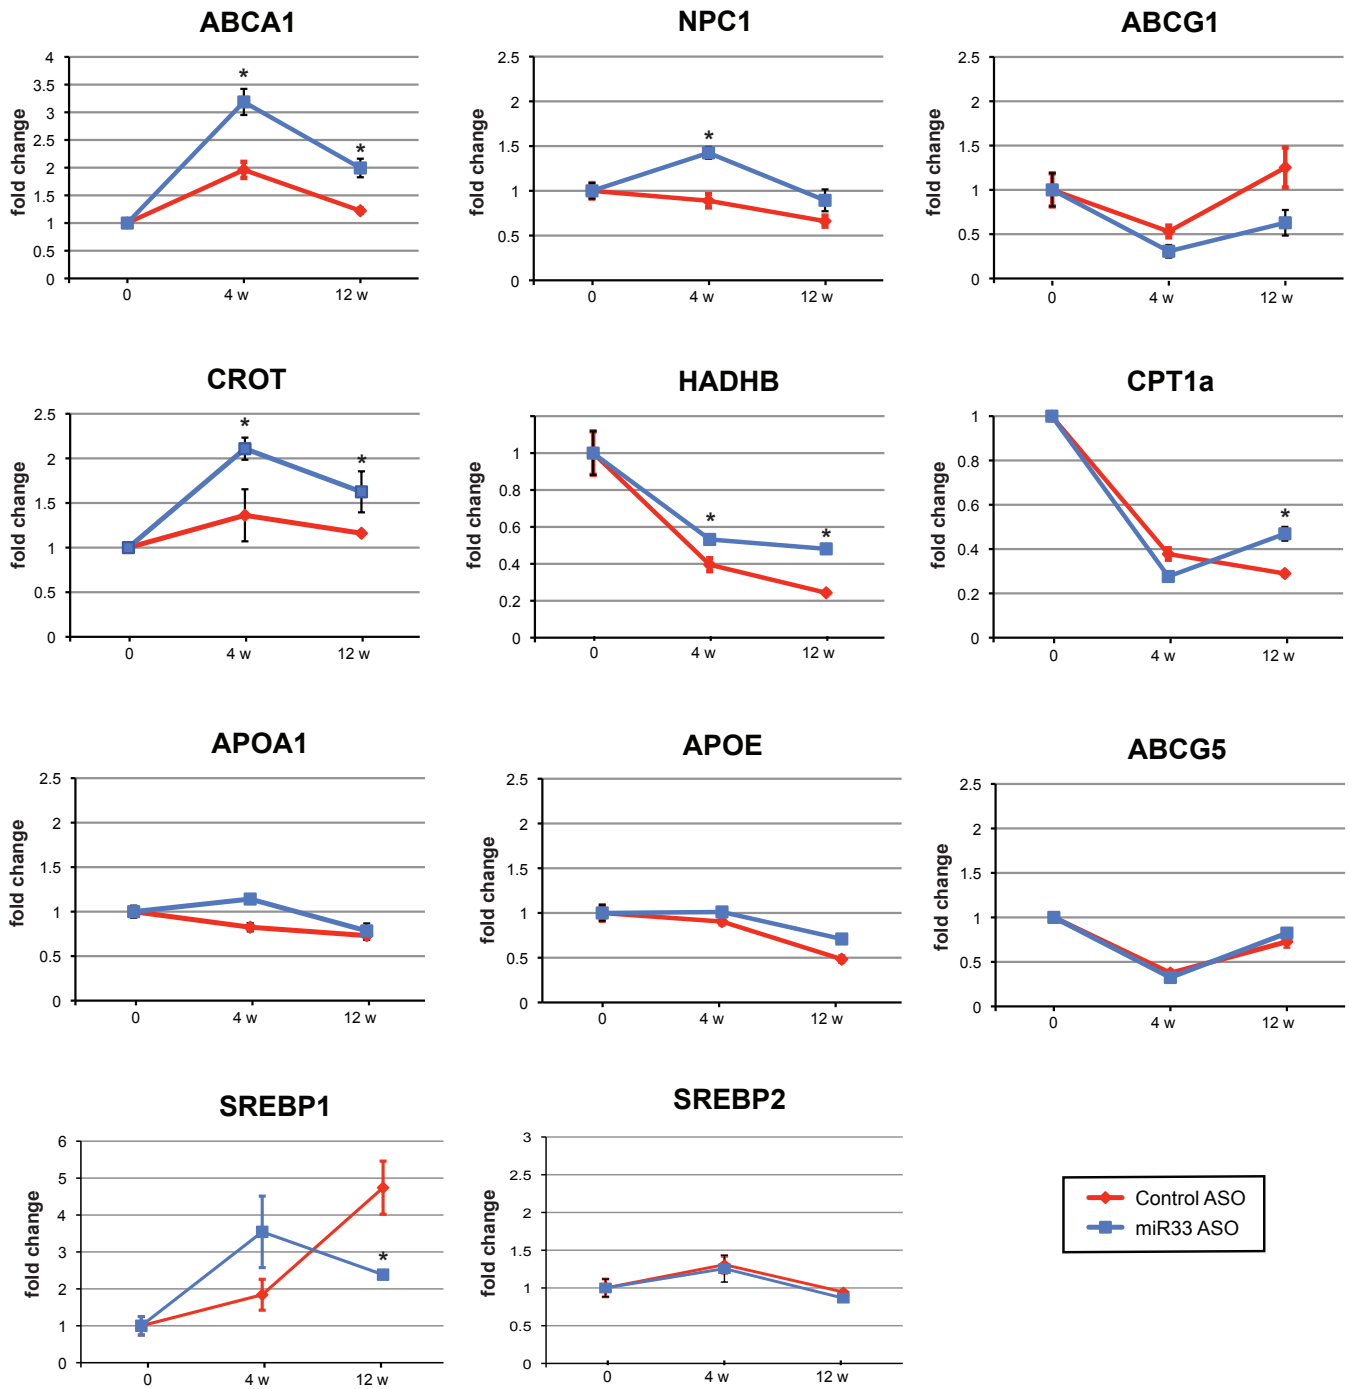 ABCA1
4
3.5
3
2.5
2
1.5
1
0.5
0
fold change
*
*
0 4 w 12 w
NPC1
2.5
2
1.5
1
0.5
0
fold change
*
0 4 w 12 w
ABCG1
2.5
2
1.5
1
0.5
0
fold change
0 4 w 12 w
CROT
2.5
2
1.5
1
0.5
0
fold change
*
*
0 4 w 12 w
HADHB
1
0.8
0.6
0.4
0.2
0
fold change
*
*
0 4 w 12 w
CPT1a
1
0.8
0.6
0.4
0.2
0
fold change
*
0 4 w 12 w
APOA1
2.5
2
1.5
1
0.5
0
fold change
0 4 w 12 w
APOE
2.5
2
1.5
1
0.5
0
fold change
0 4 w 12 w
ABCG5
2.5
2
1.5
1
0.5
0
fold change
0 4 w 12 w
SREBP1
6
5
4
3
2
1
0
fold change
*
0 4 w 12 w
SREBP2
3
2.5
2
1.5
1
0.5
0
fold change
0 4 w 12 w
Control ASO
miR33 ASO